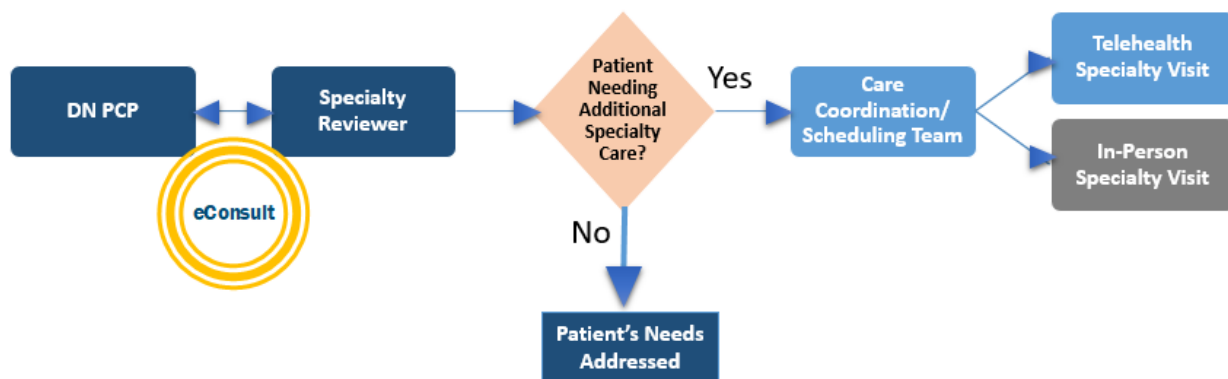 DN PCP
Specialty
Reviewer
eConsult
Patient
Needing
Additional
Specialty
Care?
Yes
No
Care
Coordination/
Scheduling Team
Telehealth
Specialty Visit
In-Person
Specialty Visit
Patient's Needs
Addressed